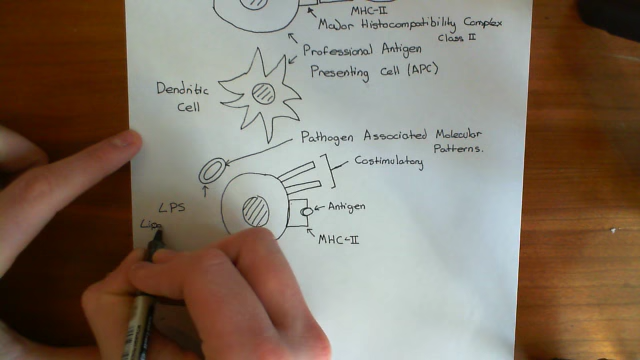 MHC-II
Major Histocompatibility Complex
Class II
Professional Antigen
Presenting Cell (APC)
Dendritic
Cell
Pathogen Associated Molecular
Patterns.
Costimulatory
LPS
Antigen
Lipo
MHC-II